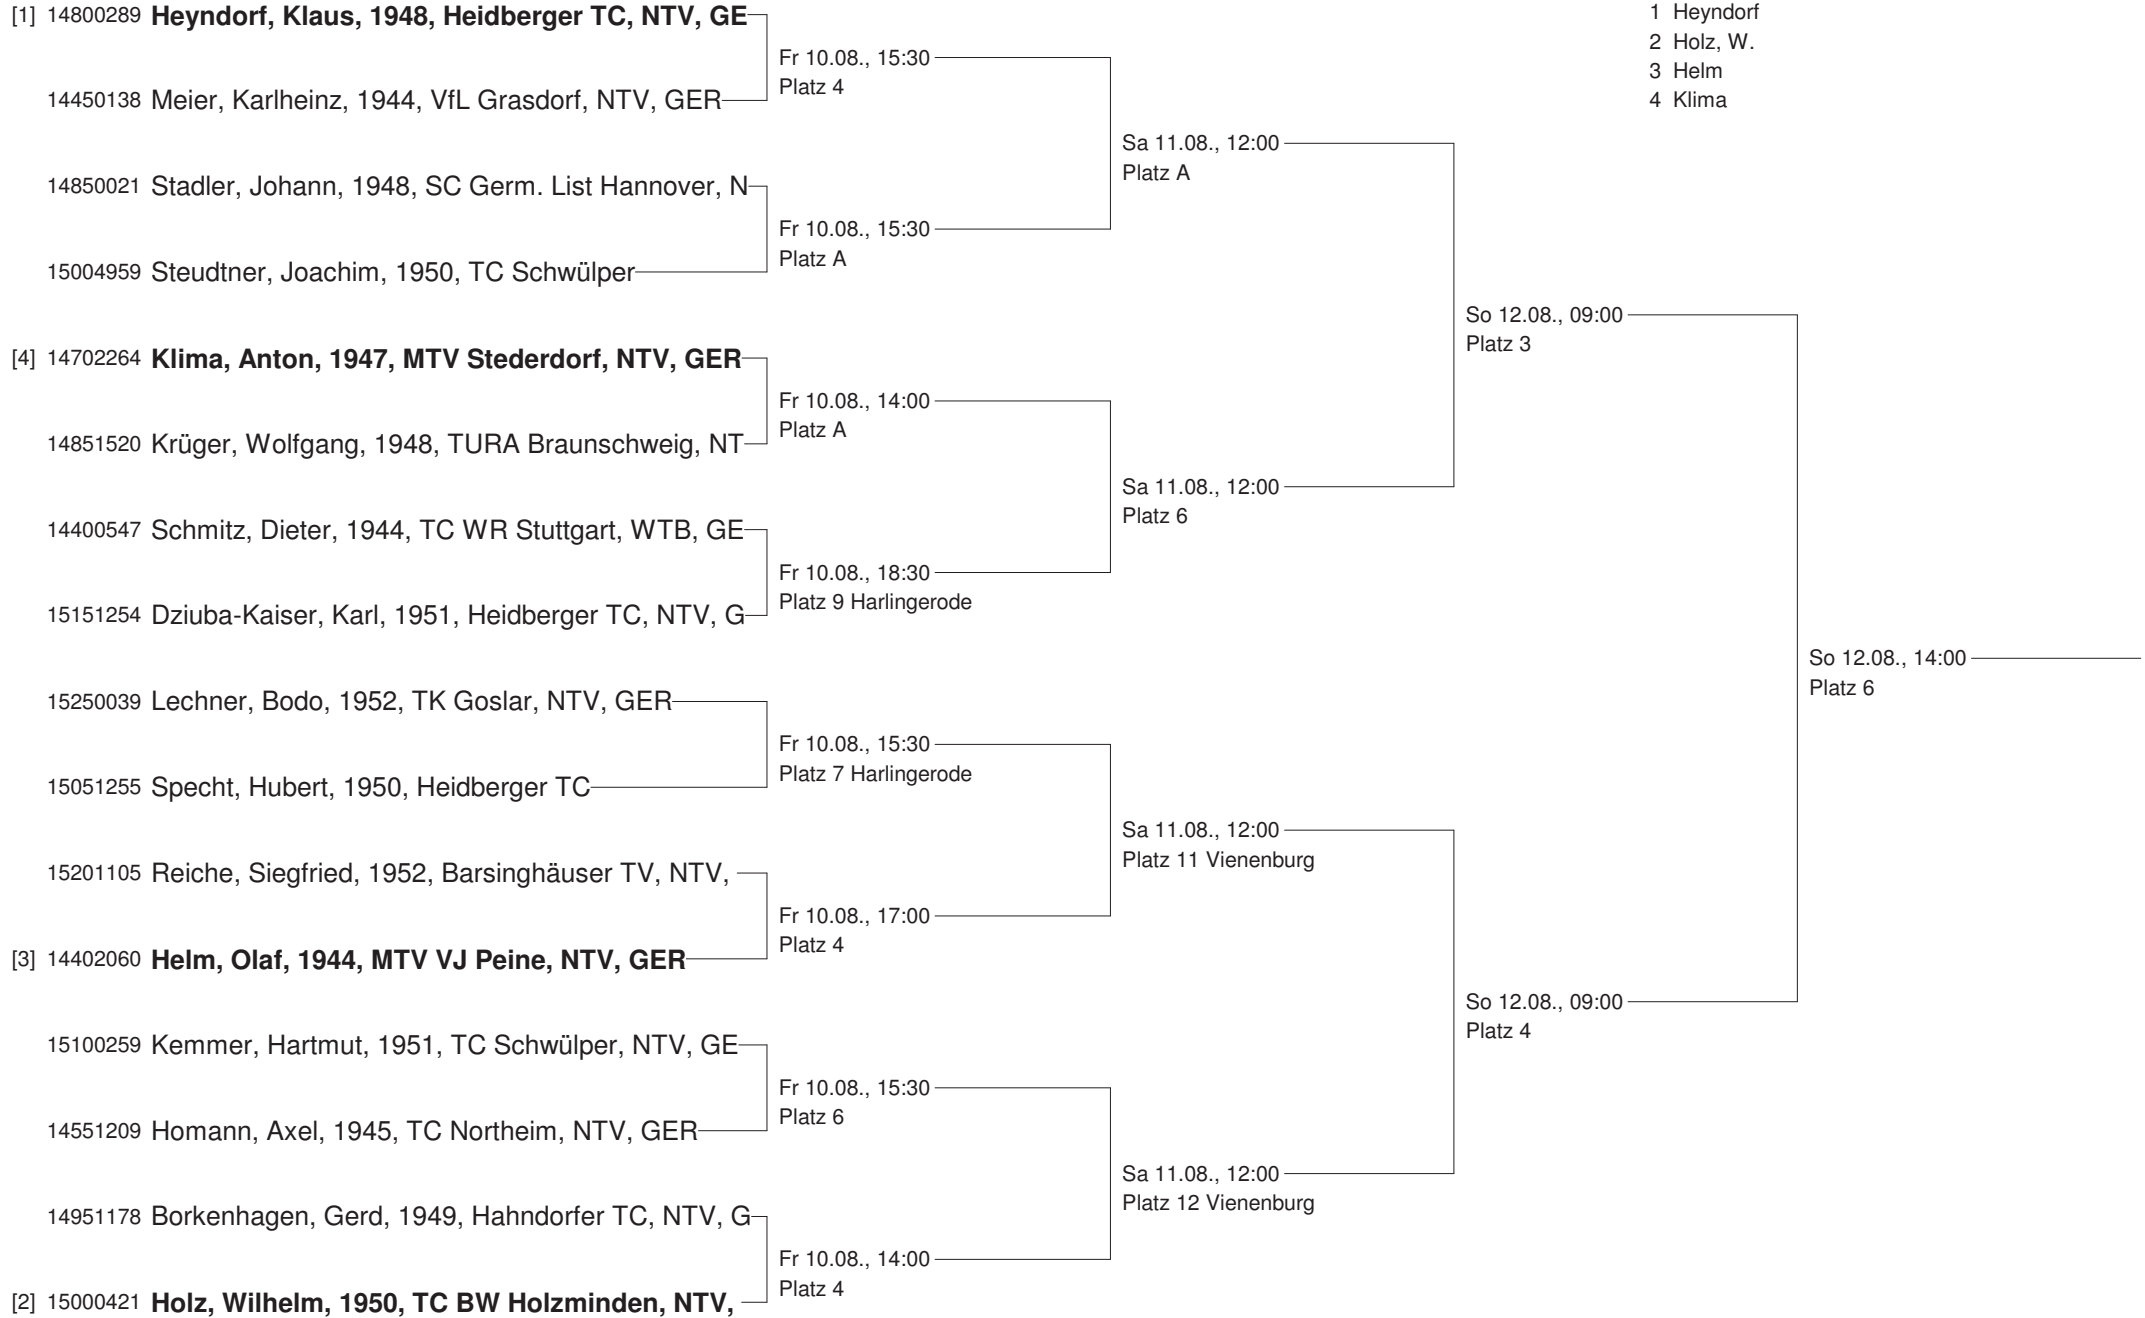 [1] 14800289 Heyndorf, Klaus, 1948, Heidberger TC, NTV, GE
1 Heyndorf
2 Holz, W.
3 Helm
4 Klima
Fr 10.08., 15:30
Platz 4
14450138 Meier, Karlheinz, 1944, VfL Grasdorf, NTV, GER
Sa 11.08., 12:00
Platz A
14850021 Stadler, Johann, 1948, SC Germ. List Hannover, N
Fr 10.08., 15:30
Platz A
15004959 Steudtner, Joachim, 1950, TC Schwülper
So 12.08., 09:00
Platz 3
[4] 14702264 Klima, Anton, 1947, MTV Stederdorf, NTV, GER
Fr 10.08., 14:00
Platz A
14851520 Krüger, Wolfgang, 1948, TURA Braunschweig, NT
Sa 11.08., 12:00
Platz 6
14400547 Schmitz, Dieter, 1944, TC WR Stuttgart, WTB, GE
Fr 10.08., 18:30
Platz 9 Harlingerode
15151254 Dziuba-Kaiser, Karl, 1951, Heidberger TC, NTV, G
So 12.08., 14:00
Platz 6
15250039 Lechner, Bodo, 1952, TK Goslar, NTV, GER
Fr 10.08., 15:30
Platz 7 Harlingerode
15051255 Specht, Hubert, 1950, Heidberger TC
Sa 11.08., 12:00
Platz 11 Vienenburg
15201105 Reiche, Siegfried, 1952, Barsinghäuser TV, NTV,
Fr 10.08., 17:00
Platz 4
[3] 14402060 Helm, Olaf, 1944, MTV VJ Peine, NTV, GER
So 12.08., 09:00
Platz 4
15100259 Kemmer, Hartmut, 1951, TC Schwülper, NTV, GE
Fr 10.08., 15:30
Platz 6
14551209 Homann, Axel, 1945, TC Northeim, NTV, GER
Sa 11.08., 12:00
Platz 12 Vienenburg
14951178 Borkenhagen, Gerd, 1949, Hahndorfer TC, NTV, G
Fr 10.08., 14:00
Platz 4
[2] 15000421 Holz, Wilhelm, 1950, TC BW Holzminden, NTV,